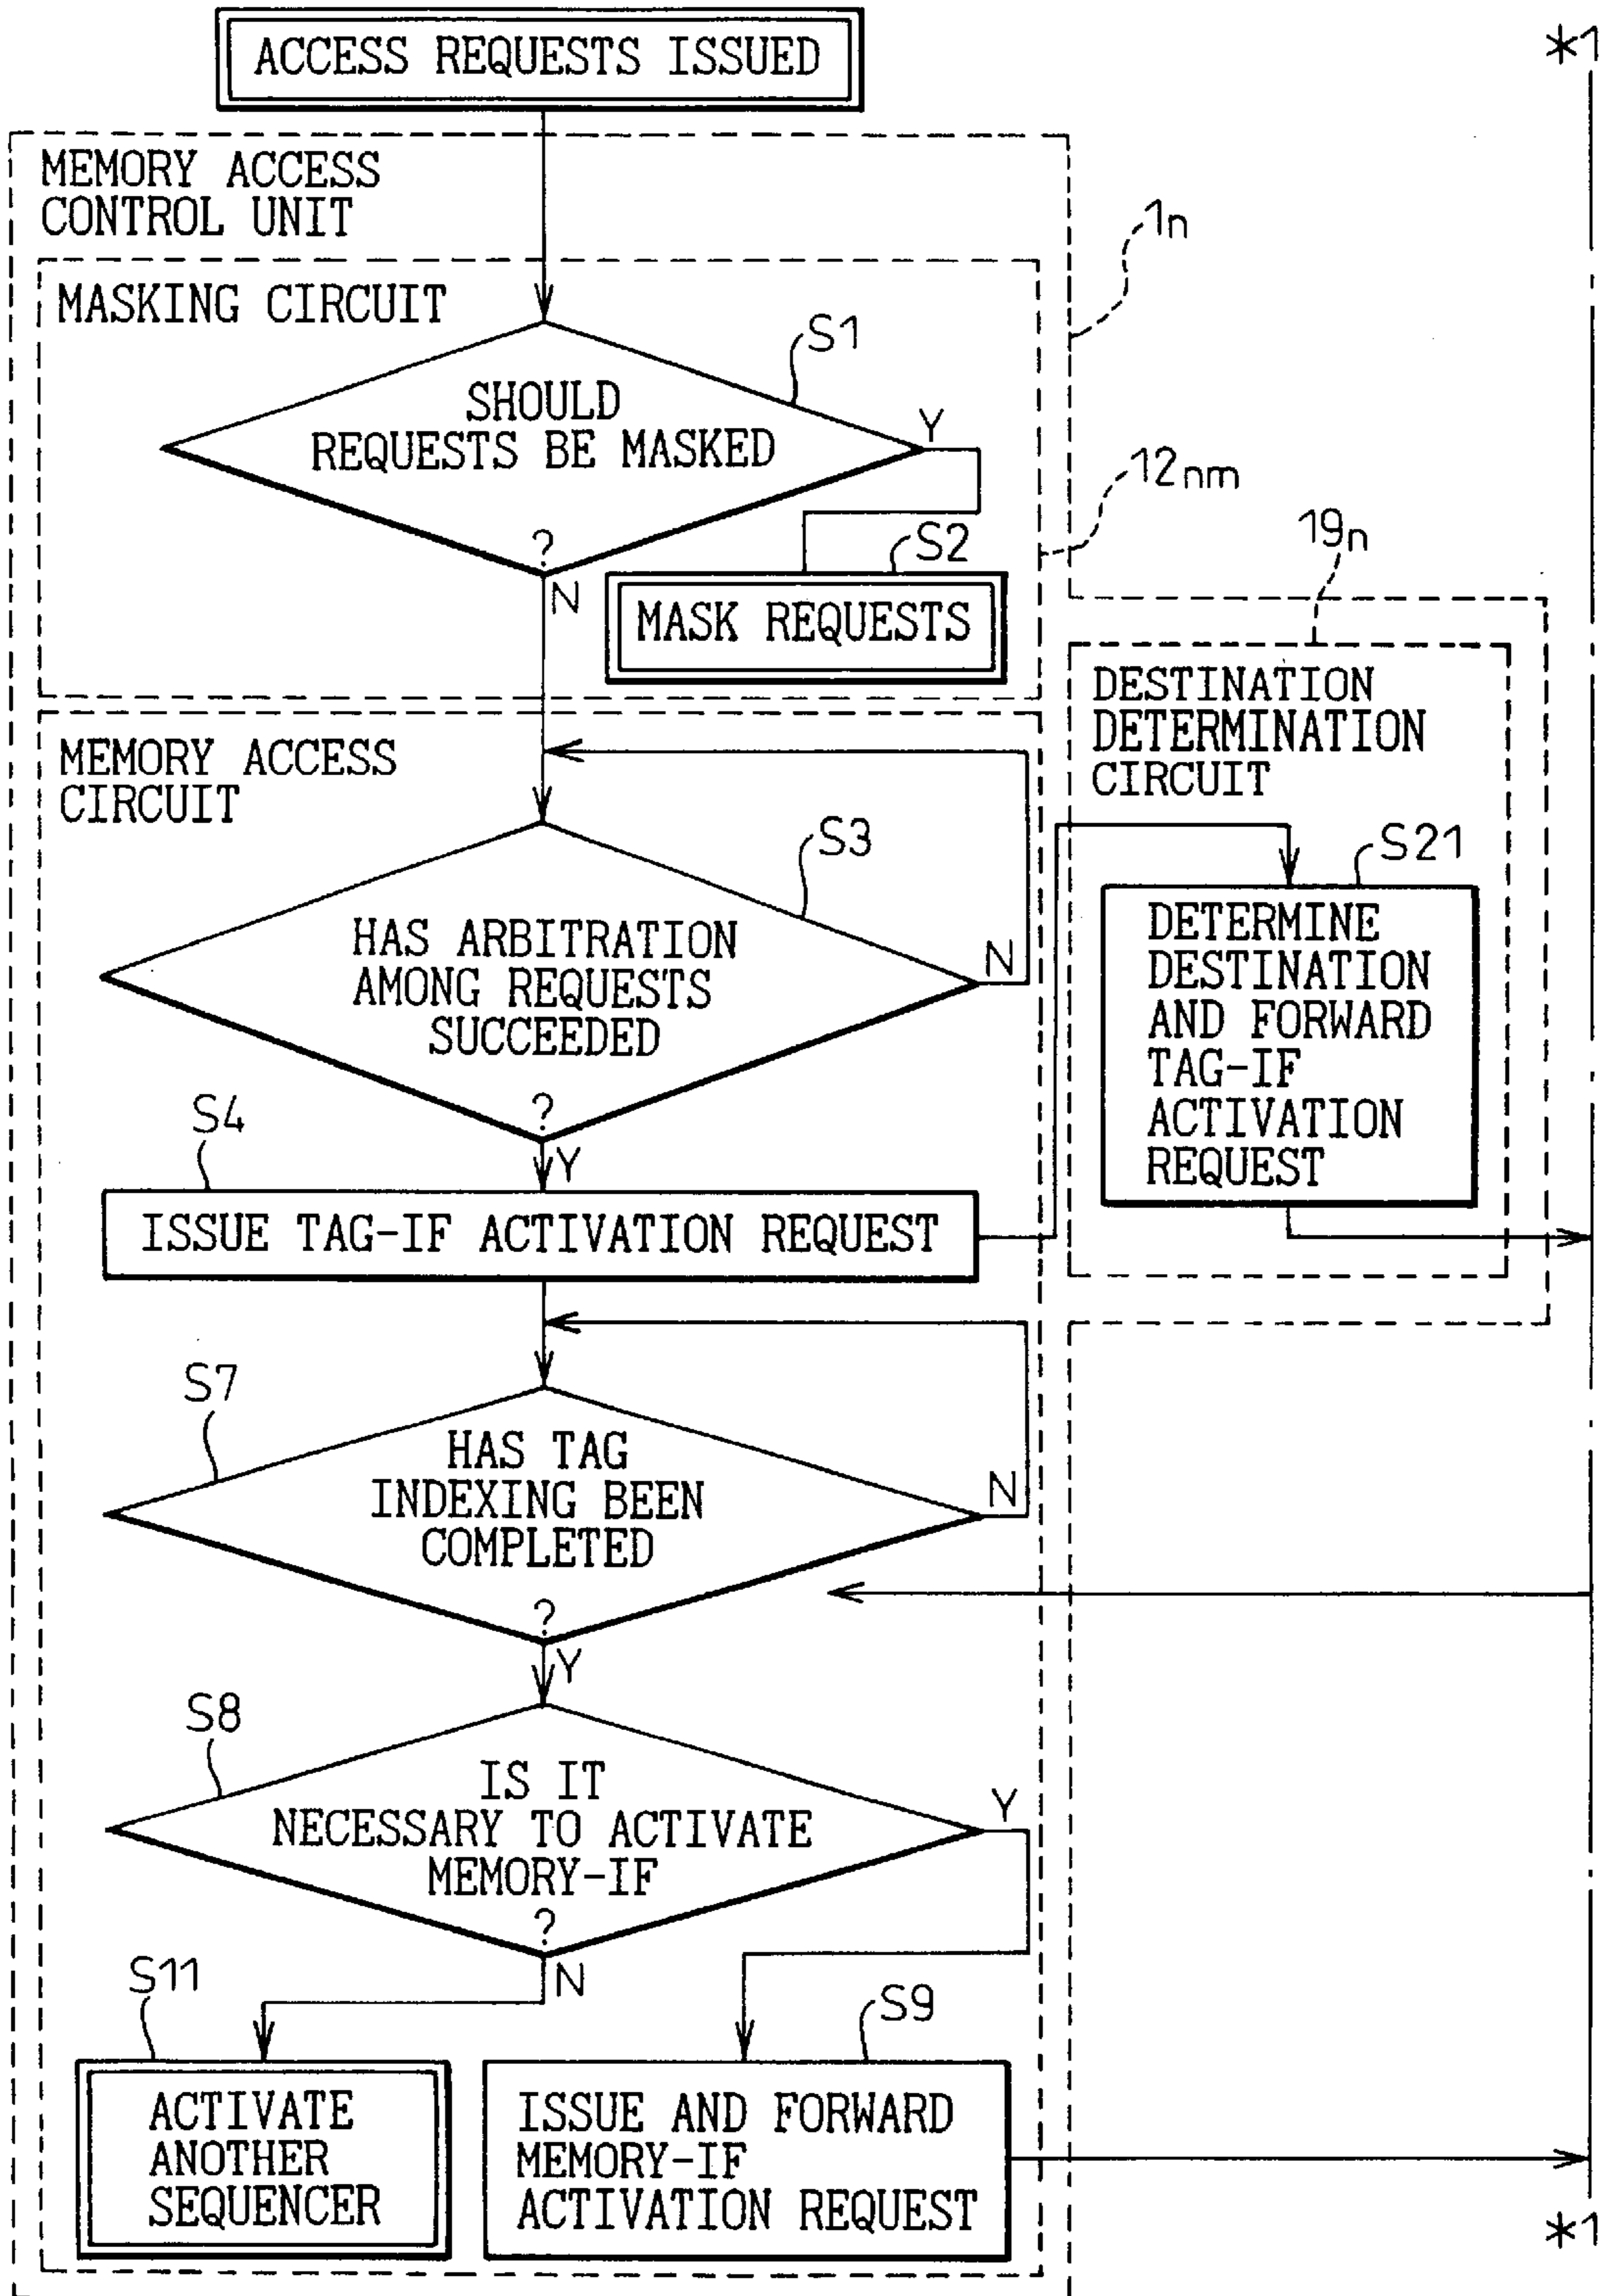 ACCESS REQUESTS ISSUED
*1
MEMORY ACCESS
CONTROL UNIT
1n
MASKING CIRCUIT
S1
SHOULD
REQUESTS BE MASKED
?
Y
N
12nm
S2
MASK REQUESTS
19n
DESTINATION
DETERMINATION
CIRCUIT
MEMORY ACCESS
CIRCUIT
S3
HAS ARBITRATION
AMONG REQUESTS
SUCCEEDED
?
N
Y
S21
DETERMINE
DESTINATION
AND FORWARD
TAG-IF
ACTIVATION
REQUEST
S4
ISSUE TAG-IF ACTIVATION REQUEST
S7
HAS TAG
INDEXING BEEN
COMPLETED
?
N
Y
S8
IS IT
NECESSARY TO ACTIVATE
MEMORY-IF
?
Y
N
S11
ACTIVATE
ANOTHER
SEQUENCER
S9
ISSUE AND FORWARD
MEMORY-IF
ACTIVATION REQUEST
*1